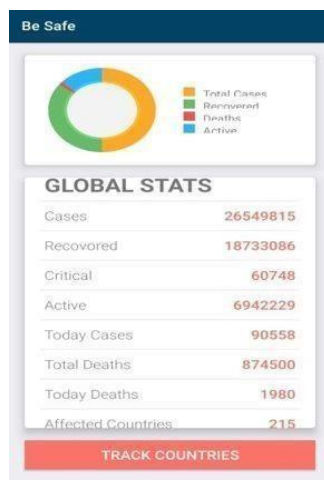 Be Safe
Total Cases
Recovered
Deaths
Active
GLOBAL STATS
Cases 26549815
Recovored 18733086
Critical 60748
Active 6942229
Today Cases 90558
Total Deaths 874500
Today Deaths 1980
Affected Countries 215
TRACK COUNTRIES